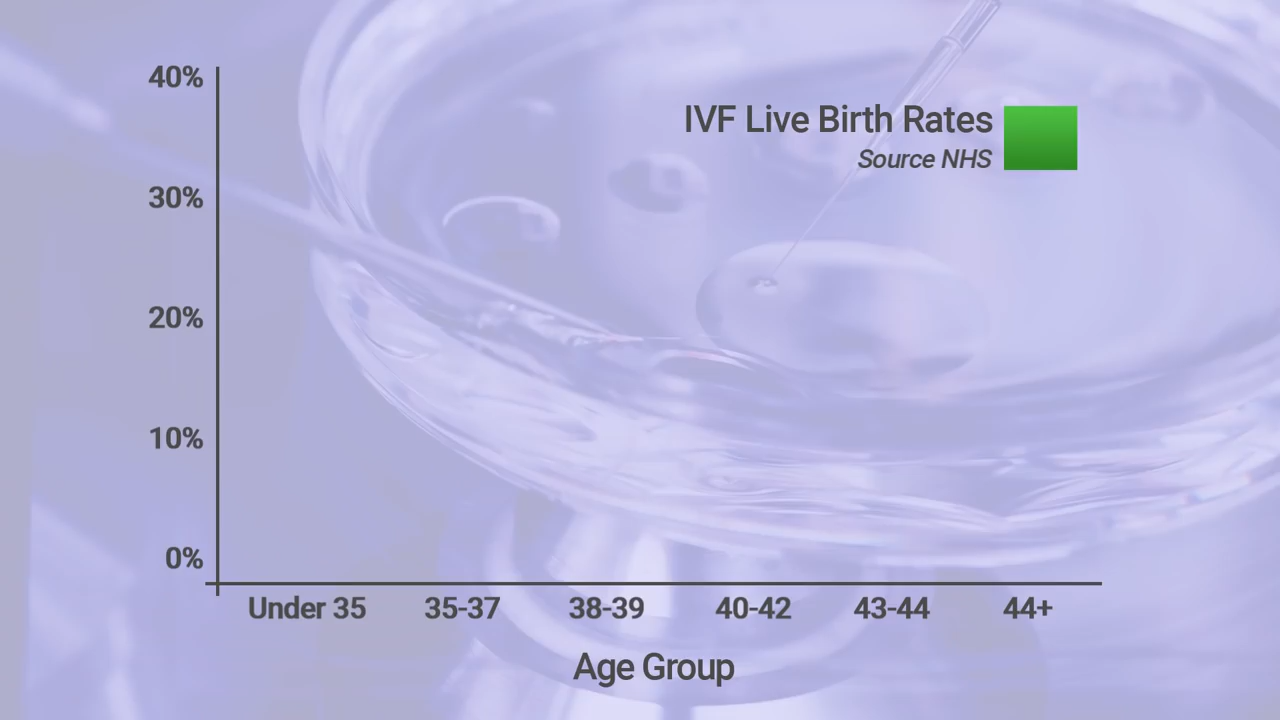 40%
IVF Live Birth Rates
Source NHS
30%
20%
10%
0%
Under 35 35-37 38-39 40-42 43-44 44+
Age Group